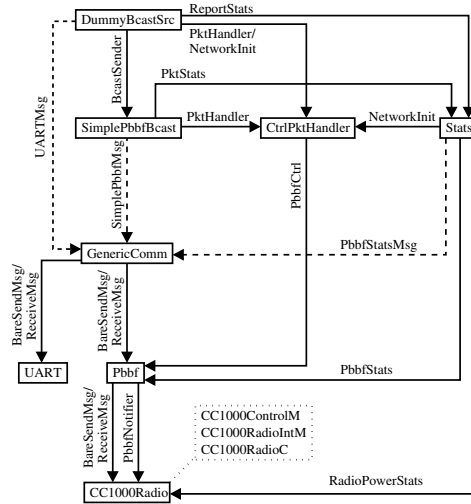 ReportStats
DummyBcastSrc
PktHandler/
NetworkInit
BcastSender
UARTMsg
PktStats
SimplePbbfBcast
PktHandler
CtrlPktHandler
NetworkInit
Stats
SimplePbbfMsg
PbbfCtrl
PbbfStatsMsg
GenericComm
BareSendMsg/
ReceiveMsg
BareSendMsg/
ReceiveMsg
UART
Pbbf
PbbfStats
BareSendMsg/
ReceiveMsg
PbbfNotifier
CC1000ControlM
CC1000RadioIntM
CC1000RadioC
CC1000Radio
RadioPowerStats